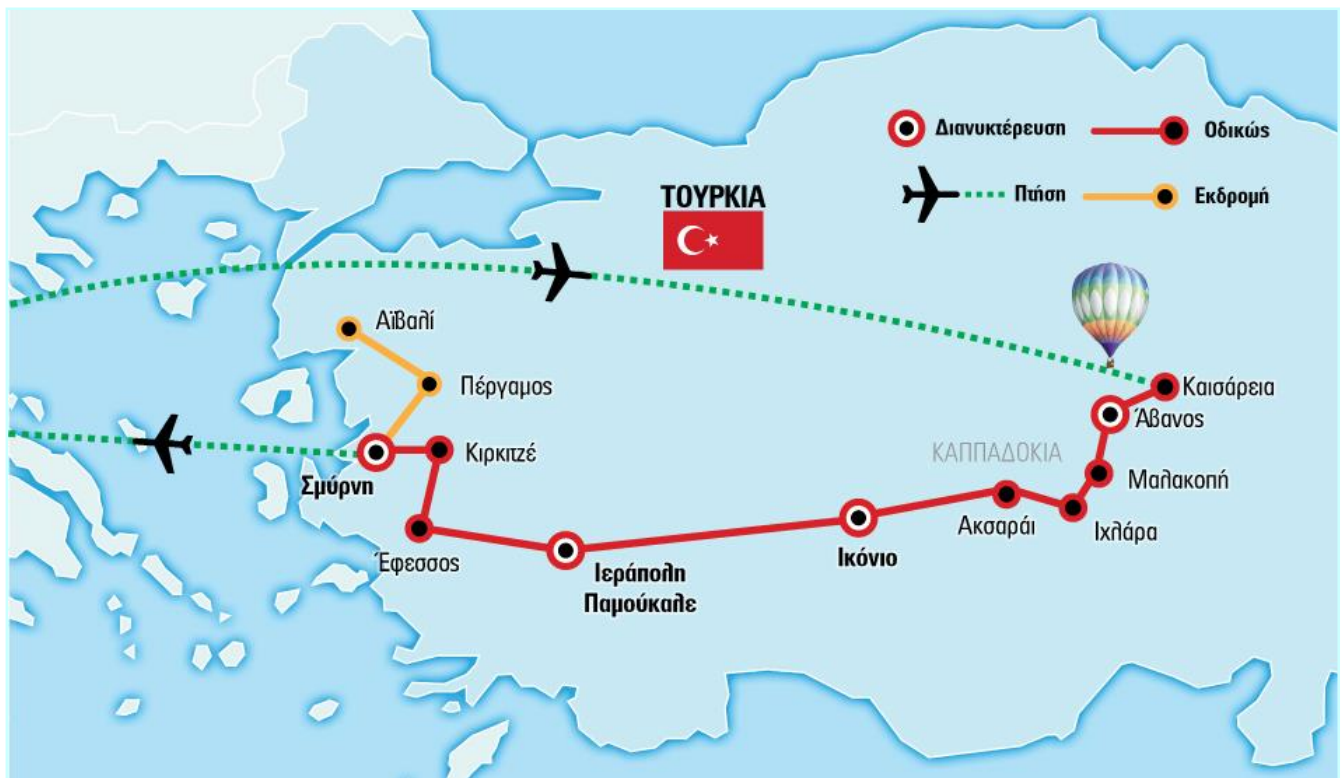 Διανυκτέρευση
Οδικώς
Πτήση
Εκδρομή
ΤΟΥΡΚΙΑ
Αϊβαλί
Πέργαμος
Καισάρεια
Άβανος
Κιρκιτζέ
ΚΑΠΠΑΔΟΚΙΑ
Μαλακοπή
Σμύρνη
Ακσαράι
Ιχλάρα
Έφεσσος
Ικόνιο
Ιεράπολη
Παμούκαλε